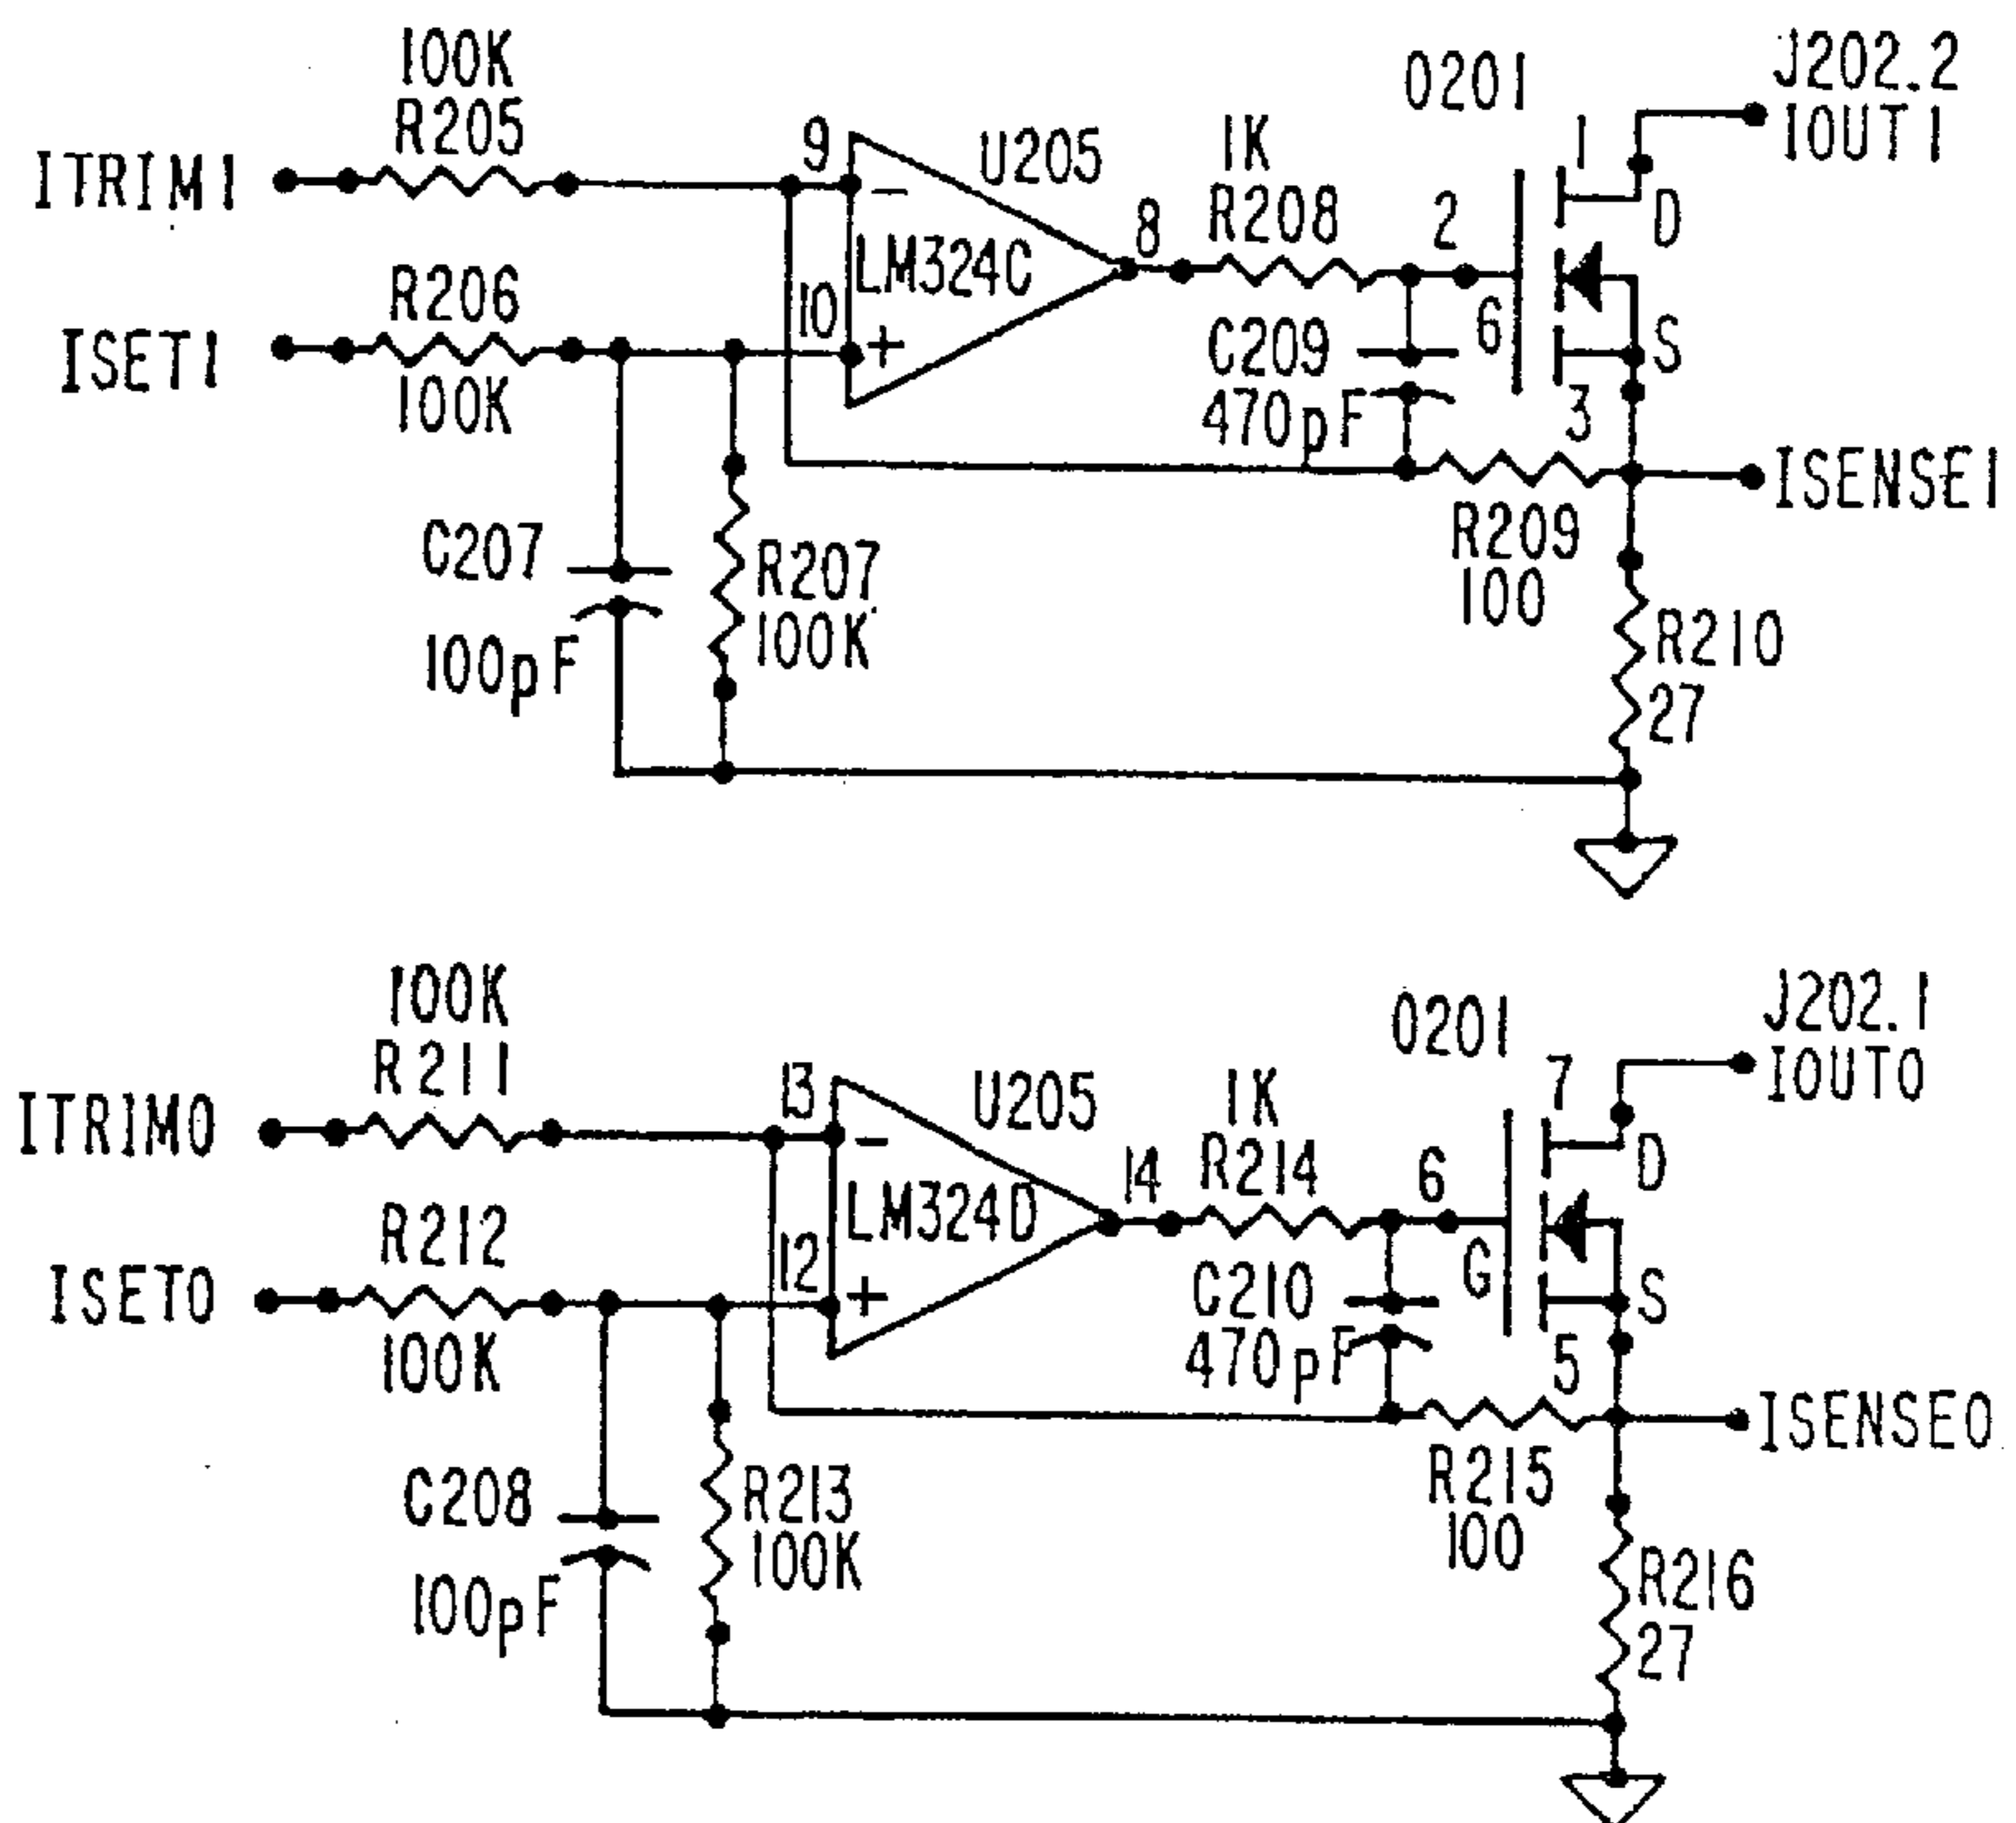 100K
R205
ITRIM1
9
-
U205
LM324C
10
+
8
1K
R208
2
0201
1
J202.2
IOUT1
D
R206
ISET1
100K
C209
470pF
6
S
3
ISENSE1
R209
100
C207
100pF
R207
100K
R210
27
100K
R211
ITRIM0
13
-
U205
LM324D
12
+
14
1K
R214
6
0201
7
J202.1
IOUT0
D
R212
ISET0
100K
C210
470pF
G
S
5
ISENSE0
R215
100
C208
100pF
R213
100K
R216
27